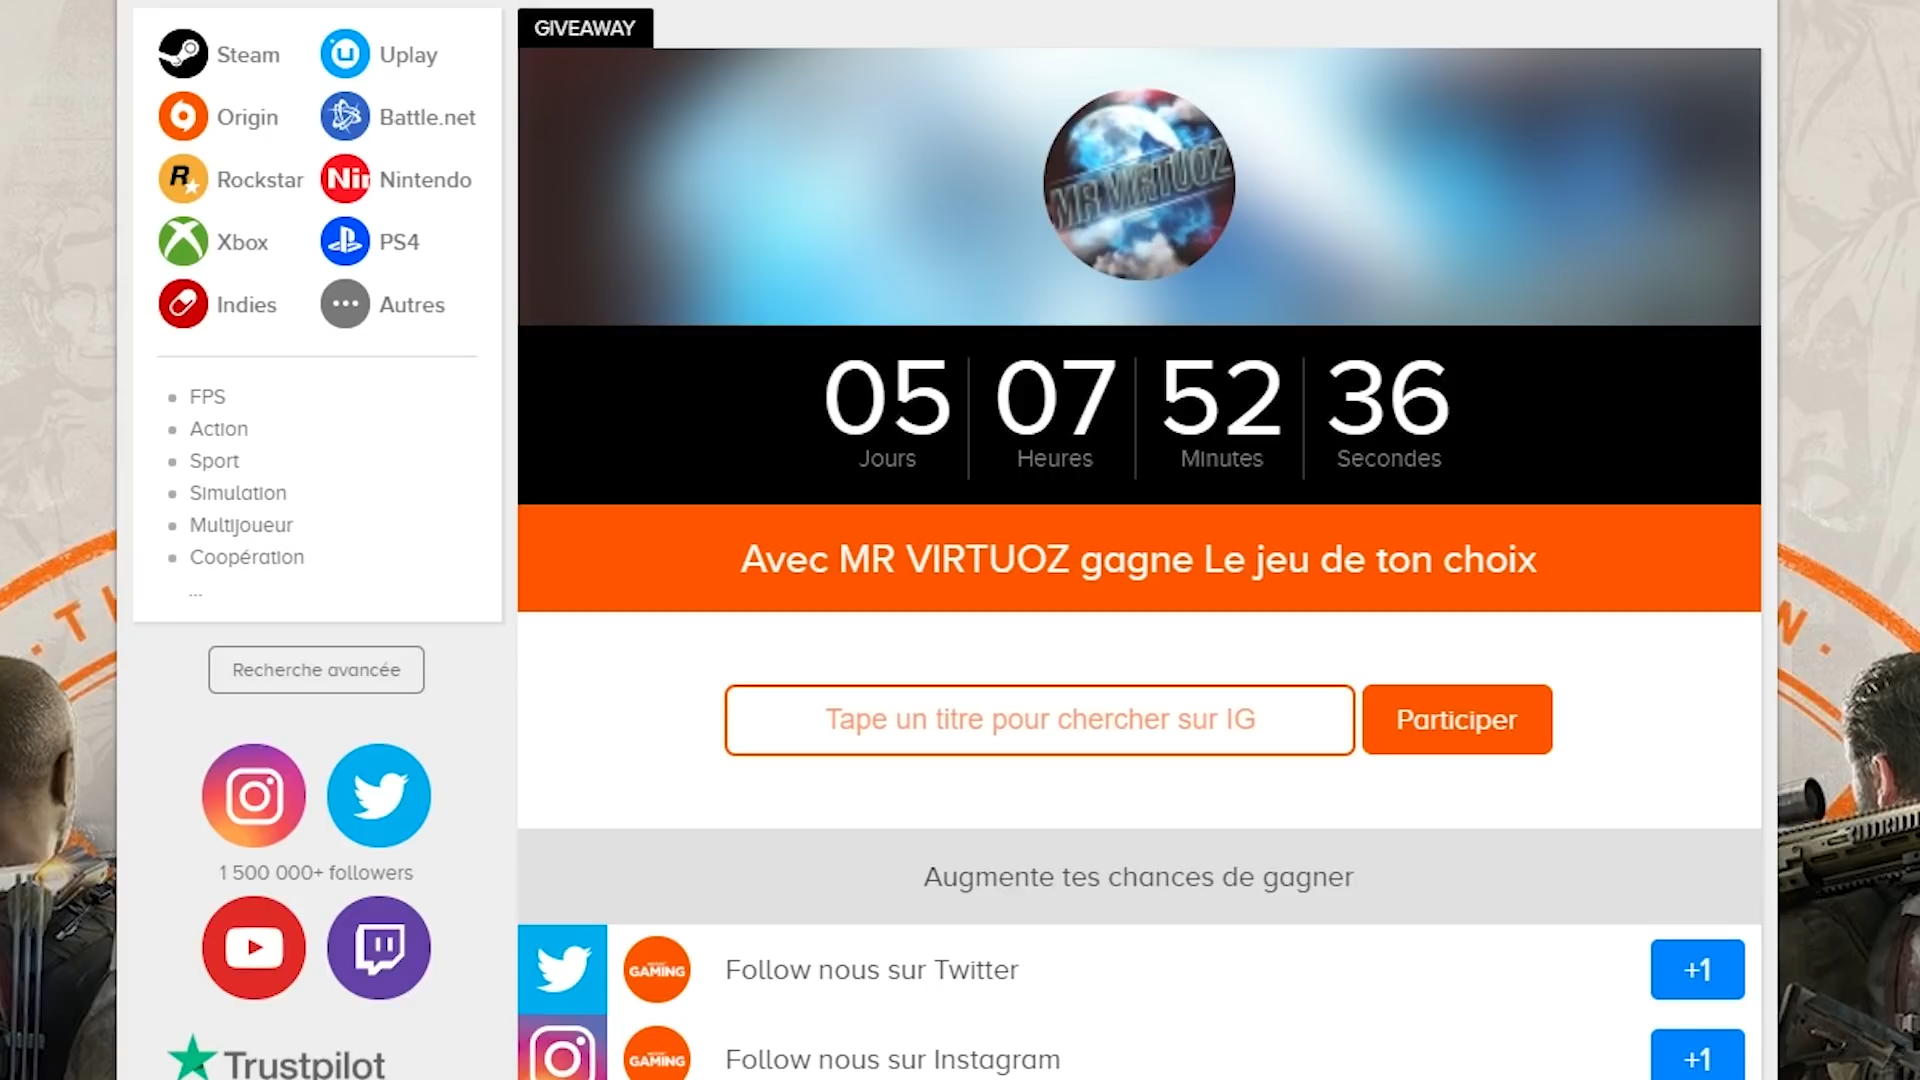 Steam
Uplay
Origin
Battle.net
Rockstar
Nintendo
Xbox
PS4
Indies
Autres
FPS
Action
Sport
Simulation
Multijoueur
Coopération
...
Recherche avancée
1 500 000+ followers
Trustpilot
GIVEAWAY
MR VIRTUOZ
05
07
52
36
Jours
Heures
Minutes
Secondes
Avec MR VIRTUOZ gagne Le jeu de ton choix
Tape un titre pour chercher sur IG
Participer
Augmente tes chances de gagner
GAMING
Follow nous sur Twitter
+1
GAMING
Follow nous sur Instagram
+1